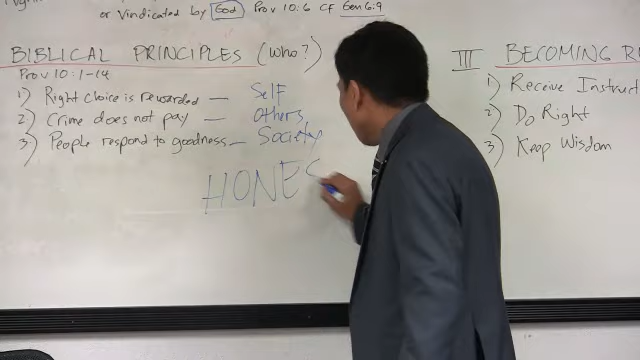 or Vindicated by God Prov 10:6 CF Gen 6:9
BIBLICAL PRINCIPLES (WHO?)
Prov 10:1-14
1) Right choice is rewarded — Self
2) Crime does not pay — Others
3) People respond to goodness – Society
HONES
III BECOMING R
1) Receive Instruct
2) Do Right
3) Keep Wisdom